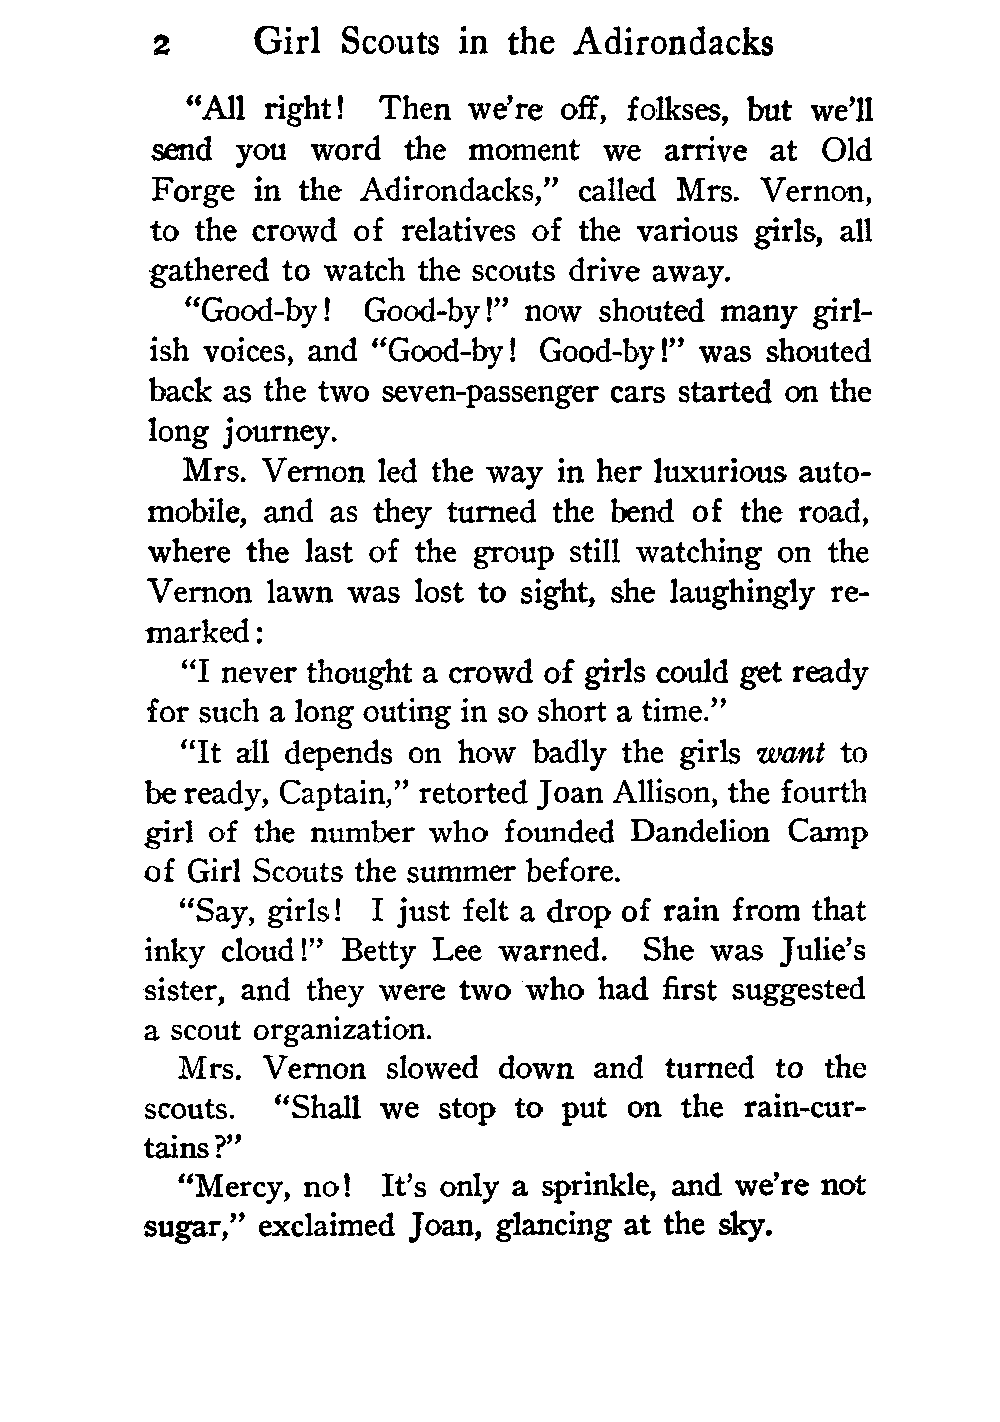 2 Girl Scouts in the Adirondacks
“All right! Then we’re off, folkses, but we’ll
send you word the moment we arrive at Old
Forge in the Adirondacks,” called Mrs. Vernon,
to the crowd of relatives of the various girls, all
gathered to watch the scouts drive away.
“Good-by! Good-by!” now shouted many girl-
ish voices, and “Good-by! Good-by!” was shouted
back as the two seven-passenger cars started on the
long journey.
Mrs. Vernon led the way in her luxurious auto-
mobile, and as they turned the bend of the road,
where the last of the group still watching on the
Vernon lawn was lost to sight, she laughingly re-
marked:
“I never thought a crowd of girls could get ready
for such a long outing in so short a time.”
“It all depends on how badly the girls want to
be ready, Captain,” retorted Joan Allison, the fourth
girl of the number who founded Dandelion Camp
of Girl Scouts the summer before.
“Say, girls! I just felt a drop of rain from that
inky cloud!” Betty Lee warned. She was Julie’s
sister, and they were two who had first suggested
a scout organization.
Mrs. Vernon slowed down and turned to the
scouts. “Shall we stop to put on the rain-cur-
tains?”
“Mercy, no! It’s only a sprinkle, and we’re not
sugar,” exclaimed Joan, glancing at the sky.